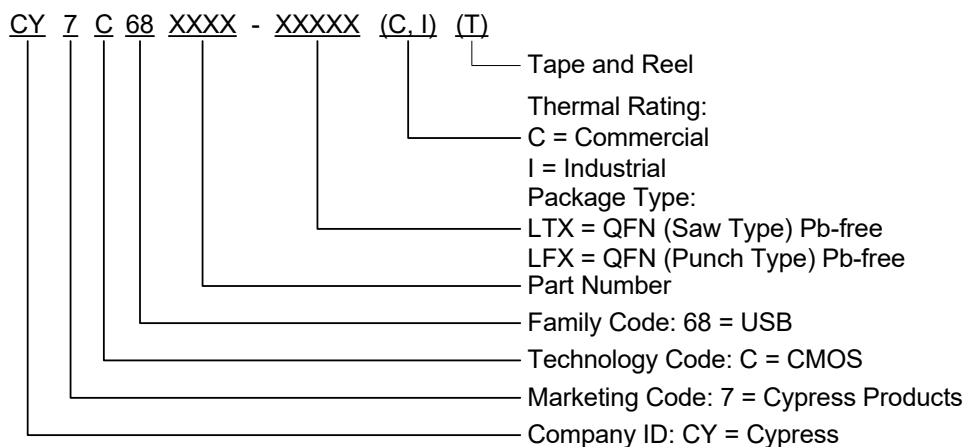 CY 7 C 68 XXXX - XXXXX (C, I) (T)
Tape and Reel
Thermal Rating:
C = Commercial
I = Industrial
Package Type:
LTX = QFN (Saw Type) Pb-free
LFX = QFN (Punch Type) Pb-free
Part Number
Family Code: 68 = USB
Technology Code: C = CMOS
Marketing Code: 7 = Cypress Products
Company ID: CY = Cypress